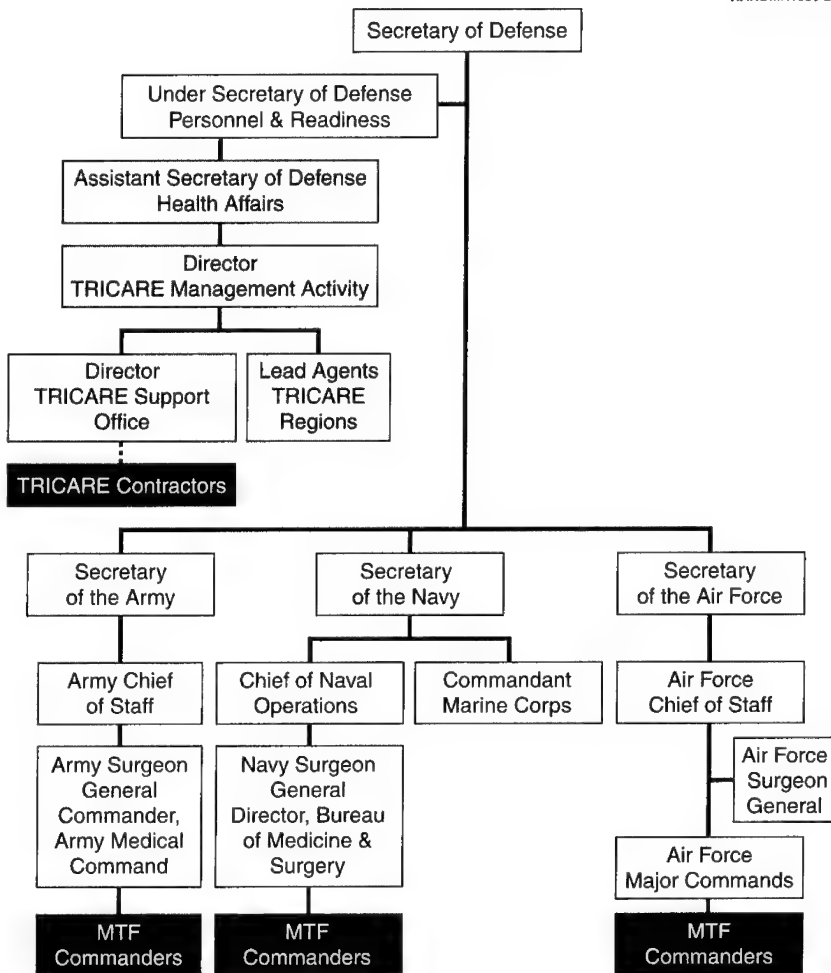 Secretary of Defense
Under Secretary of Defense
Personnel & Readiness
Assistant Secretary of Defense
Health Affairs
Director
TRICARE Management Activity
Director
TRICARE Support
Office
Lead Agents
TRICARE
Regions
TRICARE Contractors
Secretary
of the Army
Secretary
of the Navy
Secretary
of the Air Force
Army Chief
of Staff
Chief of Naval
Operations
Commandant
Marine Corps
Air Force
Chief of Staff
Army Surgeon
General
Commander,
Army Medical
Command
Navy Surgeon
General
Director, Bureau
of Medicine &
Surgery
Air Force
Surgeon
General
Air Force
Major Commands
MTF
Commanders
MTF
Commanders
MTF
Commanders